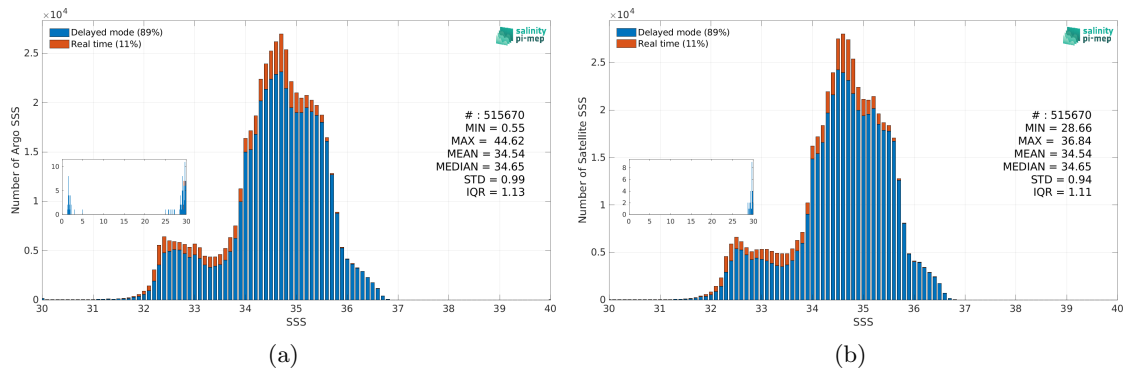 ×10⁴
Delayed mode (89%)
Real time (11%)
salinity
pi-mep
2.5
2
1.5
1
0.5
0
Number of Argo SSS
# : 515670
MIN = 0.55
MAX = 44.62
MEAN = 34.54
MEDIAN = 34.65
STD = 0.99
IQR = 1.13
10
5
0
0 5 10 15 20 25 30
30 31 32 33 34 35 36 37 38 39 40
SSS
(a)
×10⁴
Delayed mode (89%)
Real time (11%)
salinity
pi-mep
2.5
2
1.5
1
0.5
0
Number of Satellite SSS
# : 515670
MIN = 28.66
MAX = 36.84
MEAN = 34.54
MEDIAN = 34.65
STD = 0.94
IQR = 1.11
8
6
4
2
0
0 5 10 15 20 25 30
30 31 32 33 34 35 36 37 38 39 40
SSS
(b)